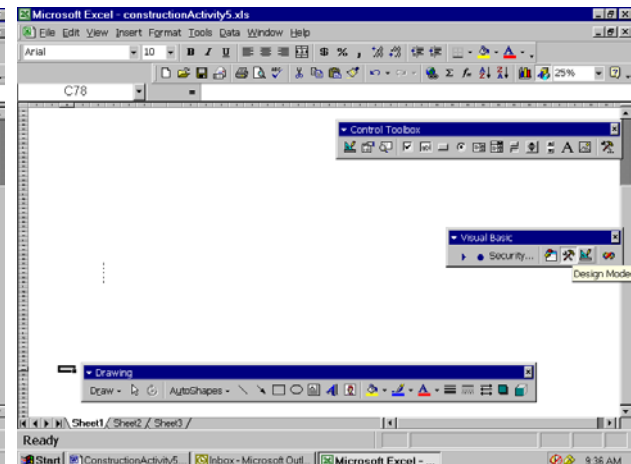 Microsoft Excel - constructionActivity5.xls
File Edit View Insert Format Tools Data Window Help
Arial 10 B I U $ % ,
Σ fx 25%
C78 =
Control Toolbox
Visual Basic
Security...
Design Mode
Drawing
Draw AutoShapes
Sheet1 Sheet2 Sheet3
Ready
Start ConstructionActivity5... Inbox - Microsoft Outl... Microsoft Excel - ... 9:36 AM